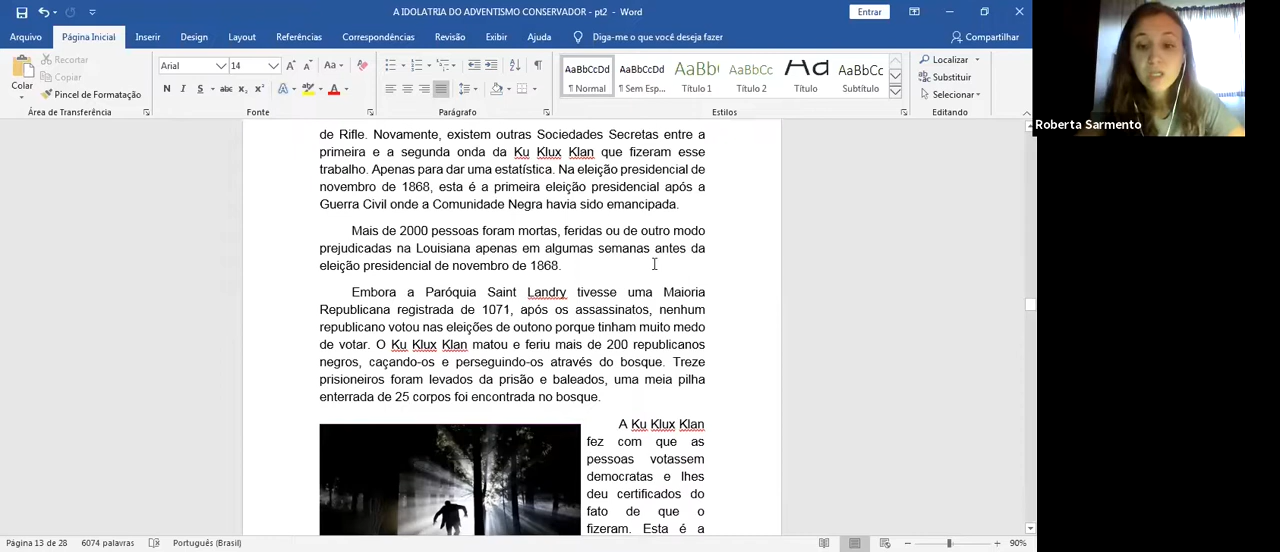 A IDOLATRIA DO ADVENTISMO CONSERVADOR - pt2 - Word
Entrar
Arquivo Página Inicial Inserir Design Layout Referências Correspondências Revisão Exibir Ajuda Diga-me o que você deseja fazer Compartilhar
Colar
Recortar
Copiar
Pincel de Formatação
Área de Transferência
Arial 14
Aa
N I S abc x₂ x² A A
Fonte
Parágrafo
AaBbCcDd AaBbCcDd AaBbC AaBbCc Aa AaBbCc
¶ Normal ¶ Sem Esp... Título 1 Título 2 Título Subtítulo
Estilos
Localizar
Substituir
Selecionar
Editando
Roberta Sarmento
de Rifle. Novamente, existem outras Sociedades Secretas entre a
primeira e a segunda onda da Ku Klux Klan que fizeram esse
trabalho. Apenas para dar uma estatística. Na eleição presidencial de
novembro de 1868, esta é a primeira eleição presidencial após a
Guerra Civil onde a Comunidade Negra havia sido emancipada.
Mais de 2000 pessoas foram mortas, feridas ou de outro modo
prejudicadas na Louisiana apenas em algumas semanas antes da
eleição presidencial de novembro de 1868.
Embora a Paróquia Saint Landry tivesse uma Maioria
Republicana registrada de 1071, após os assassinatos, nenhum
republicano votou nas eleições de outono porque tinham muito medo
de votar. O Ku Klux Klan matou e feriu mais de 200 republicanos
negros, caçando-os e perseguindo-os através do bosque. Treze
prisioneiros foram levados da prisão e baleados, uma meia pilha
enterrada de 25 corpos foi encontrada no bosque.
A Ku Klux Klan
fez com que as
pessoas votassem
democratas e lhes
deu certificados do
fato de que o
fizeram. Esta é a
Página 13 de 28 6074 palavras Português (Brasil) 90%